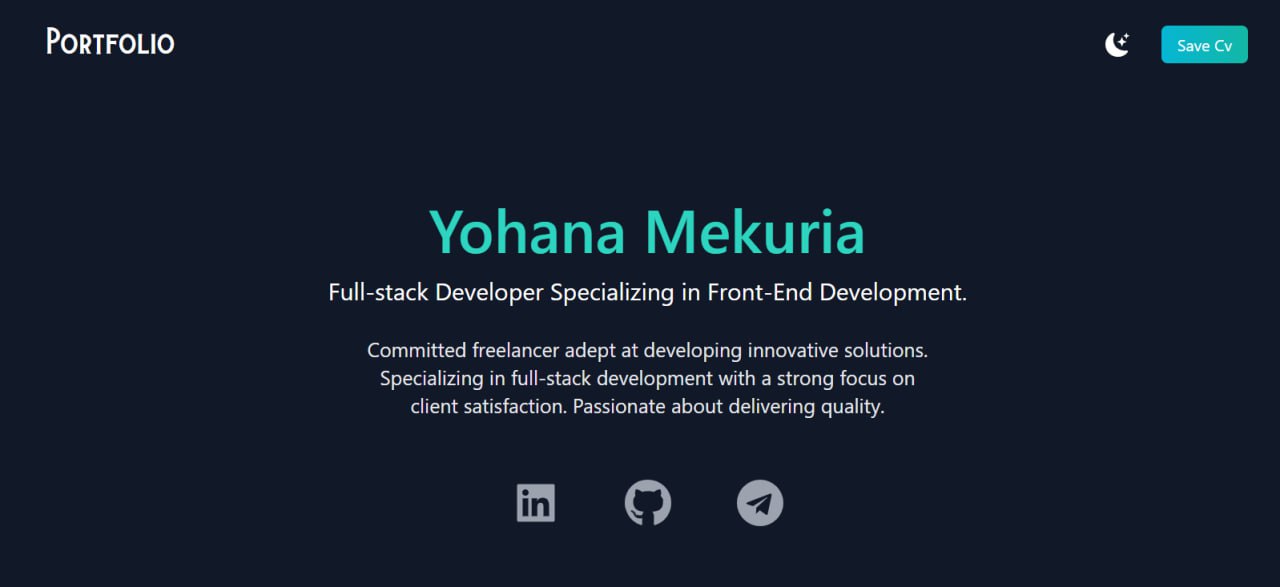 Portfolio
Save Cv
Yohana Mekuria
Full-stack Developer Specializing in Front-End Development.
Committed freelancer adept at developing innovative solutions.
Specializing in full-stack development with a strong focus on
client satisfaction. Passionate about delivering quality.
in